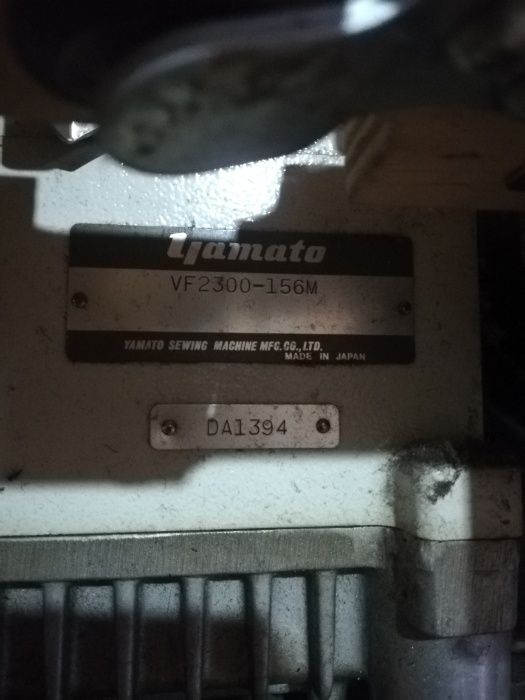 Yamato
VF2300-156M
YAMATO SEWING MACHINE MFG. CO., LTD.
MADE IN JAPAN
DA1394